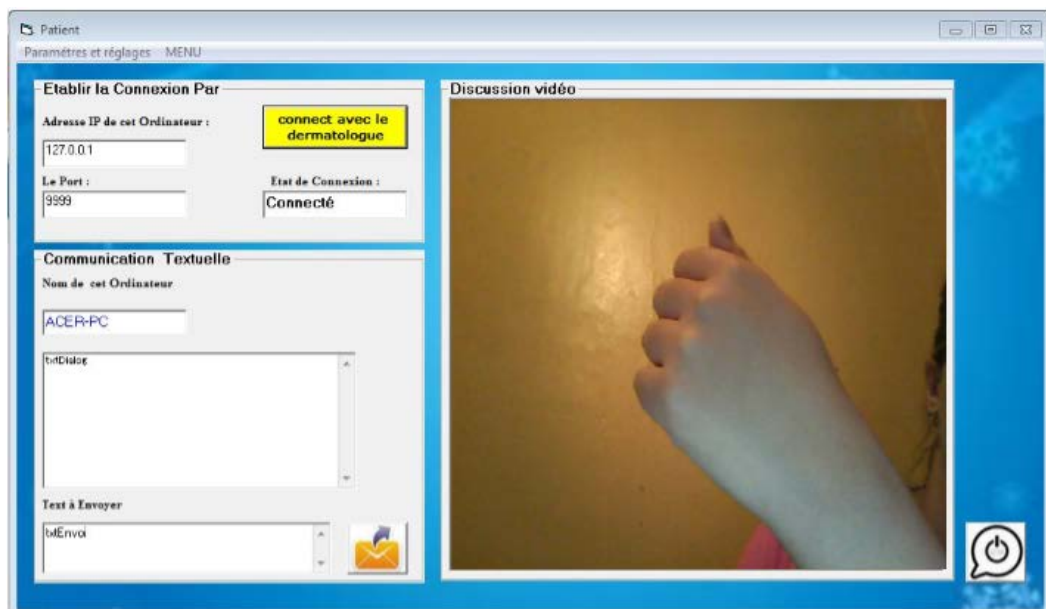 Patient
Paramétres et réglages MENU
Etablir la Connexion Par
Adresse IP de cet Ordinateur :
connect avec le
dermatologue
127.0.0.1
Le Port :
Etat de Connexion :
9999
Connecté
Communication Textuelle
Nom de cet Ordinateur
ACER-PC
txtDialog
Text à Envoyer
txtEnvoi
Discussion vidéo